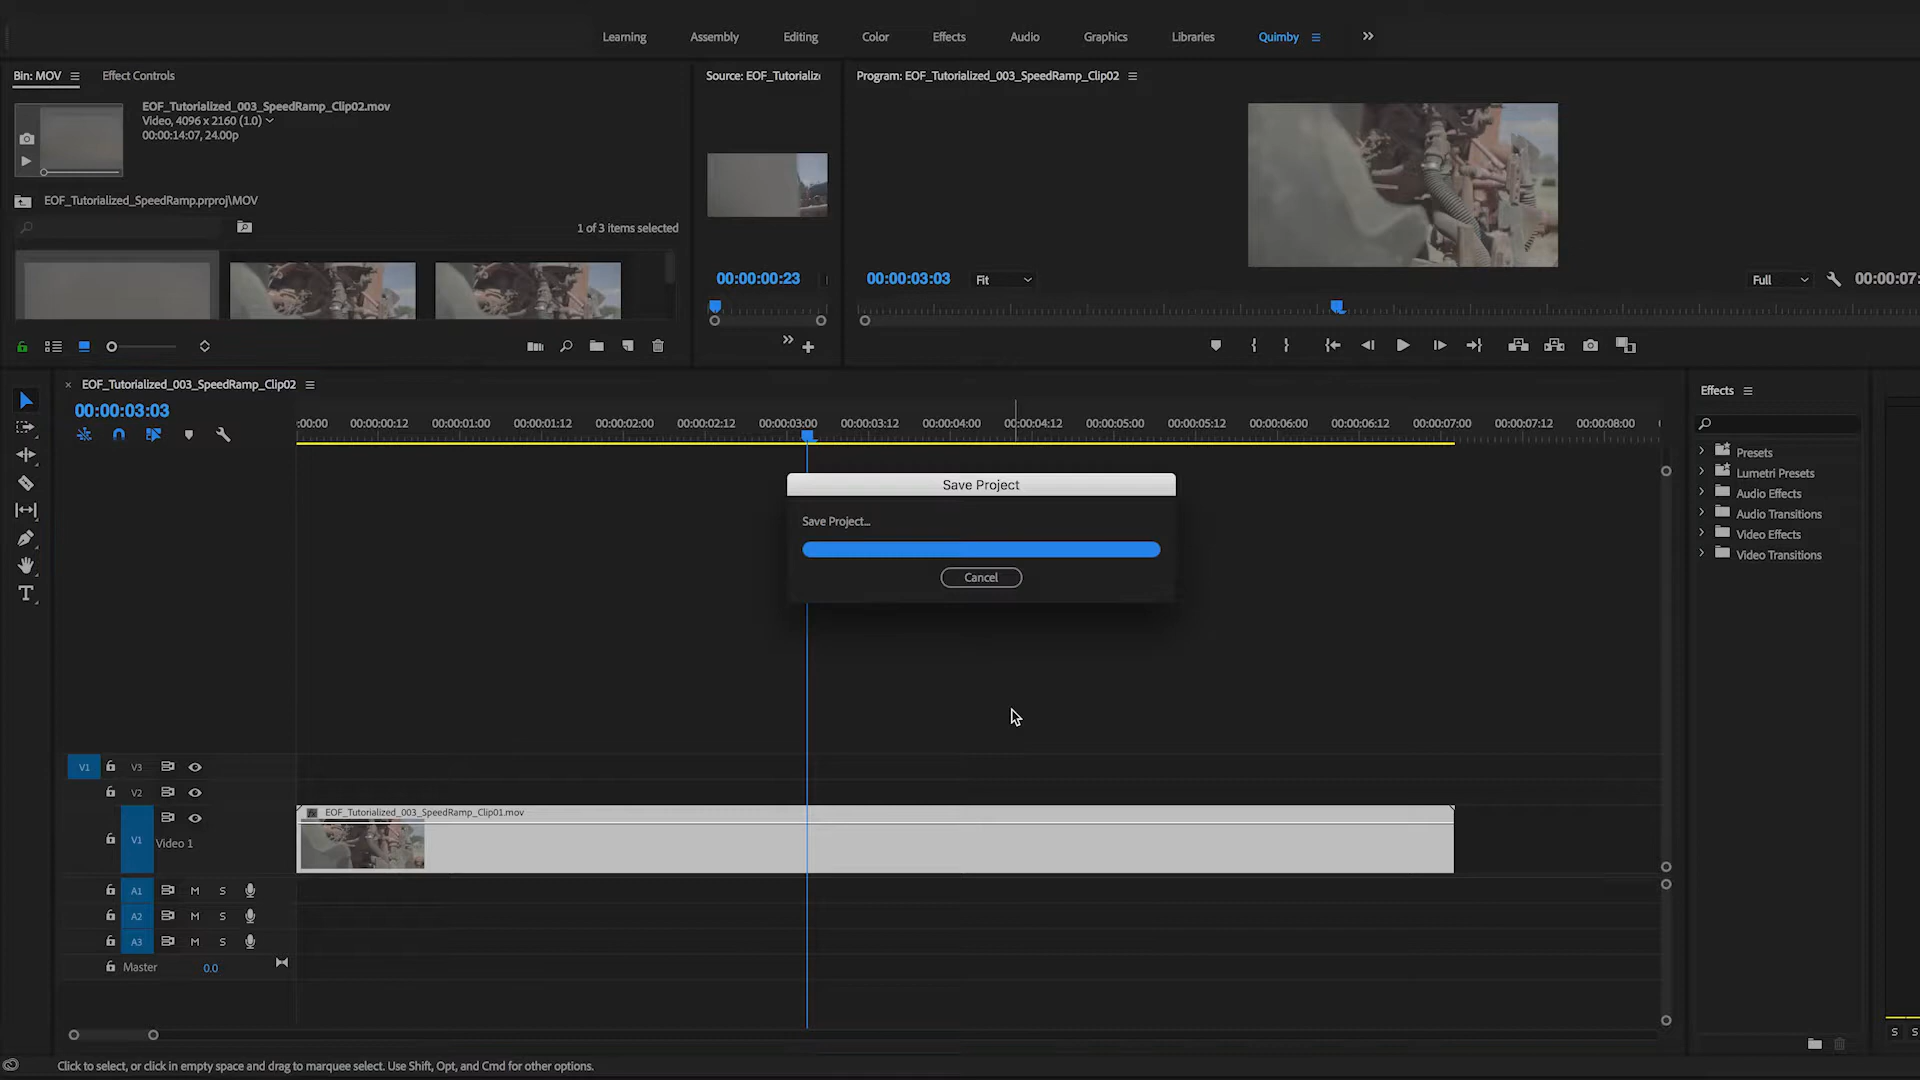 Learning Assembly Editing Color Effects Audio Graphics Libraries Quimby
Bin: MOV Effect Controls
EOF_Tutorialized_003_SpeedRamp_Clip02.mov
Video, 4096 x 2160 (1.0)
00:00:14:07, 24.00p
EOF_Tutorialized_SpeedRamp.prproj\MOV
1 of 3 items selected
Source: EOF_Tutorializ
00:00:00:23
Program: EOF_Tutorialized_003_SpeedRamp_Clip02
00:00:03:03 Fit Full 00:00:07:
EOF_Tutorialized_003_SpeedRamp_Clip02
00:00:03:03
:00:00 00:00:00:12 00:00:01:00 00:00:01:12 00:00:02:00 00:00:02:12 00:00:03:00 00:00:03:12 00:00:04:00 00:00:04:12 00:00:05:00 00:00:05:12 00:00:06:00 00:00:06:12 00:00:07:00 00:00:07:12 00:00:08:00
Save Project
Save Project...
Cancel
V1 V3
V2
EOF_Tutorialized_003_SpeedRamp_Clip01.mov
V1 Video 1
A1 M S
A2 M S
A3 M S
Master 0.0
Effects
Presets
Lumetri Presets
Audio Effects
Audio Transitions
Video Effects
Video Transitions
S S
T
Click to select, or click in empty space and drag to marquee select. Use Shift, Opt, and Cmd for other options.